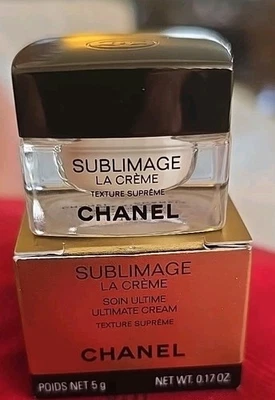 SUBLIMAGE
LA CRÈME
TEXTURE SUPRÊME
CHANEL
SUBLIMAGE
LA CRÈME
SOIN ULTIME
ULTIMATE CREAM
TEXTURE SUPRÊME
CHANEL
POIDS NET 5 g NET WT. 0.17 OZ.